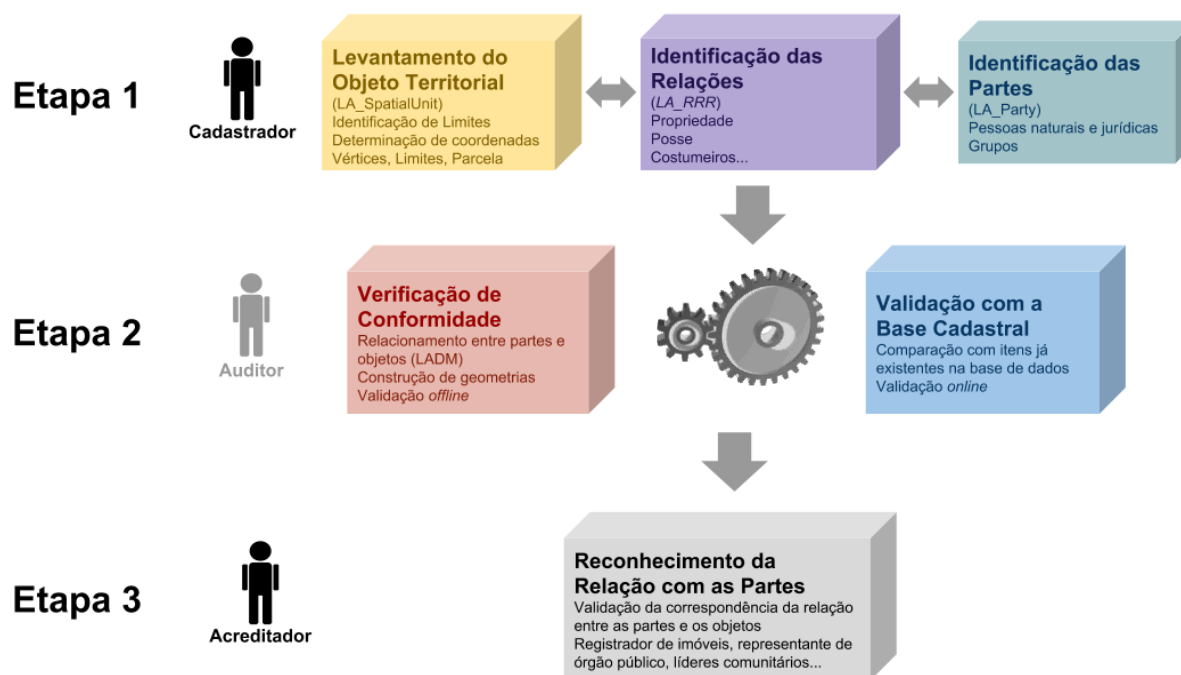 Etapa 1
Cadastrador
Levantamento do
Objeto Territorial
(LA_SpatialUnit)
Identificação de Limites
Determinação de coordenadas
Vértices, Limites, Parcela
Identificação das
Relações
(LA_RRR)
Propriedade
Posse
Costumeiros...
Identificação das
Partes
(LA_Party)
Pessoas naturais e jurídicas
Grupos
Etapa 2
Auditor
Verificação de
Conformidade
Relacionamento entre partes e
objetos (LADM)
Construção de geometrias
Validação offline
Validação com a
Base Cadastral
Comparação com itens já
existentes na base de dados
Validação online
Etapa 3
Acreditador
Reconhecimento da
Relação com as Partes
Validação da correspondência da relação
entre as partes e os objetos
Registrador de imóveis, representante de
órgão público, líderes comunitários...